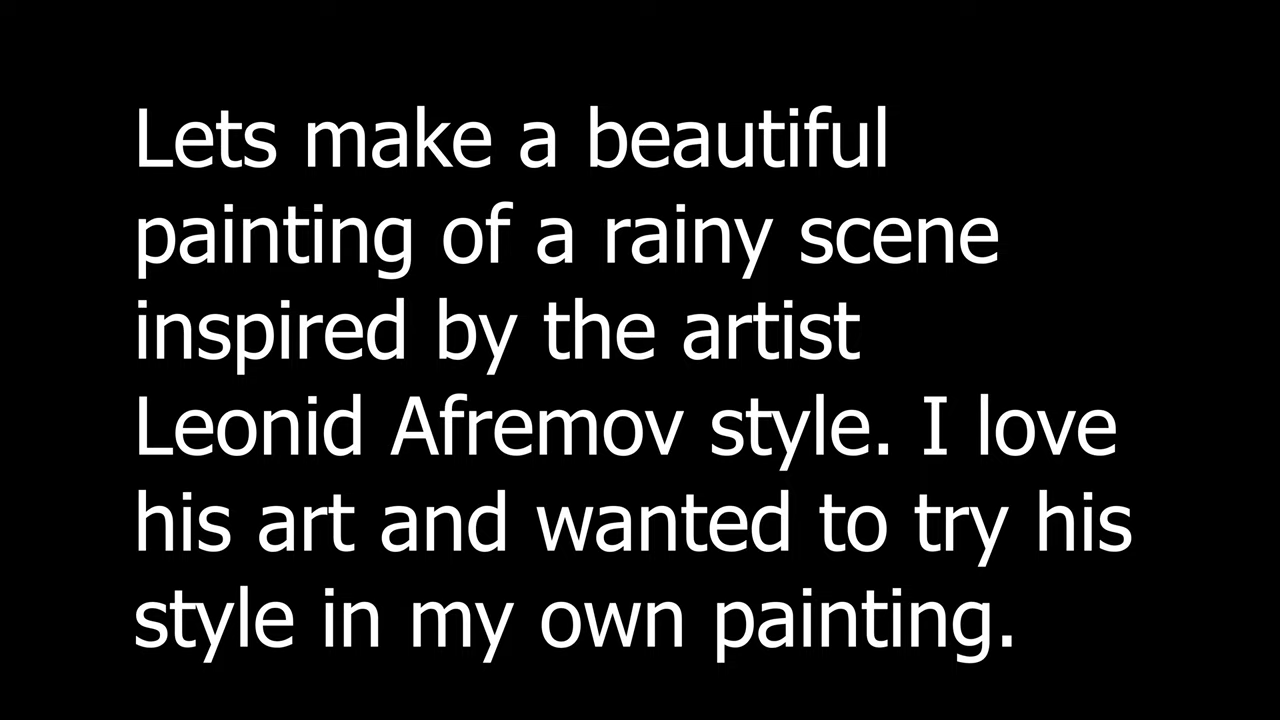 Lets make a beautiful
painting of a rainy scene
inspired by the artist
Leonid Afremov style. I love
his art and wanted to try his
style in my own painting.